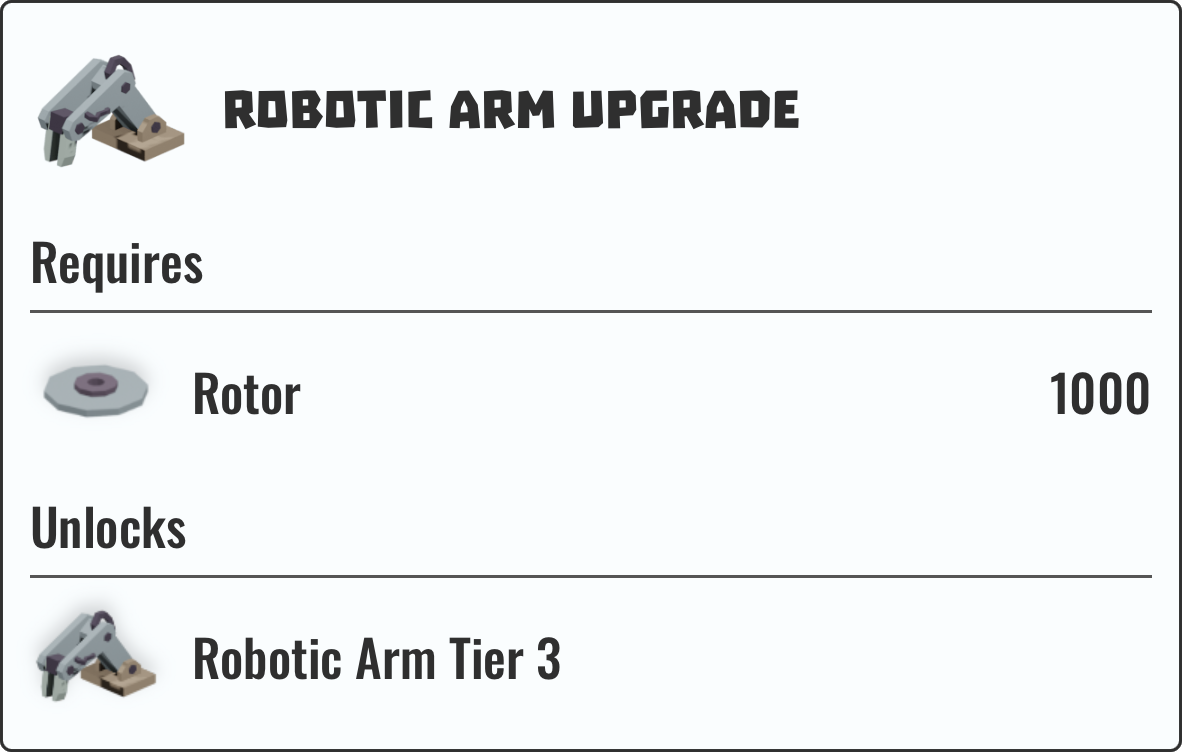 ROBOTIC ARM UPGRADE
Requires
Rotor 1000
Unlocks
Robotic Arm Tier 3